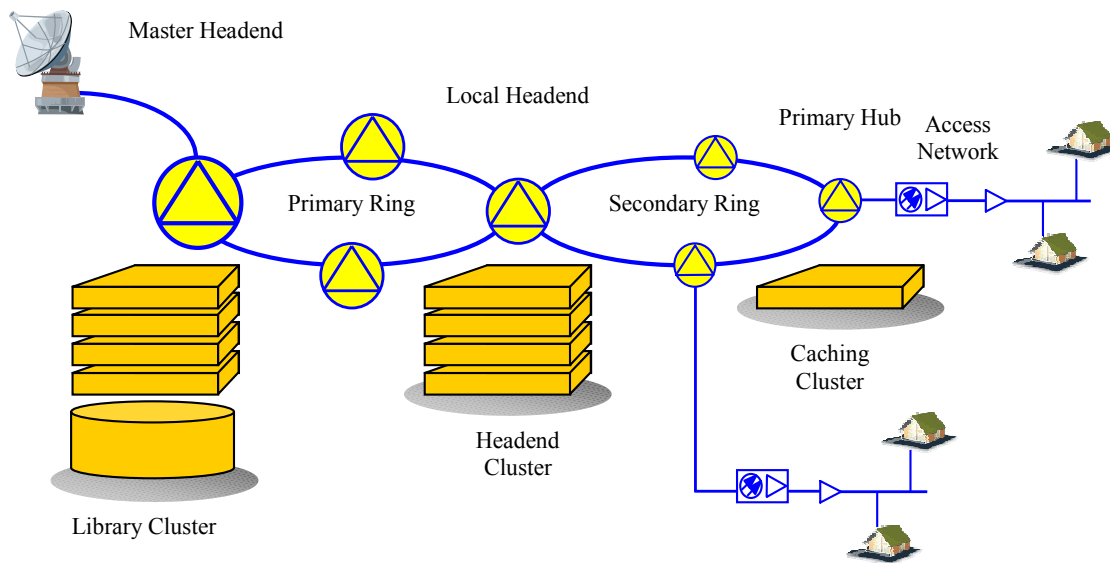 Master Headend
Local Headend
Primary Hub
Access
Network
Primary Ring
Secondary Ring
Caching
Cluster
Headend
Cluster
Library Cluster